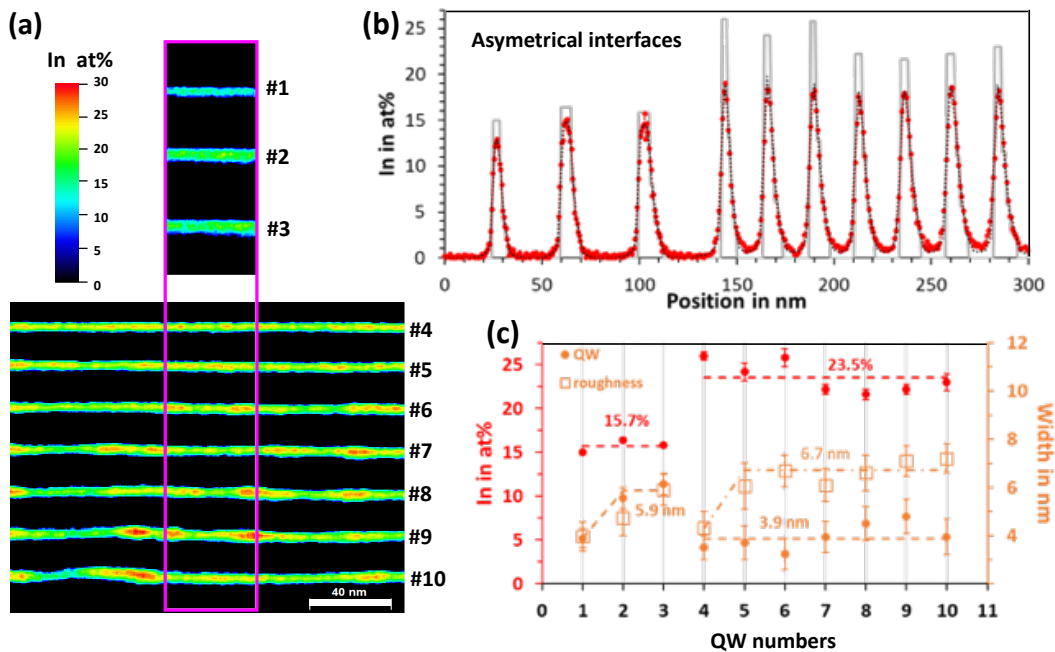 (a)
In at%
30
25
20
15
10
5
0
#1
#2
#3
#4
#5
#6
#7
#8
#9
#10
40 nm
(b)
Asymetrical interfaces
In in at%
25
20
15
10
5
0
0 50 100 150 200 250 300
Position in nm
(c)
QW
roughness
15.7%
23.5%
6.7 nm
5.9 nm
3.9 nm
In in at%
25
22
15
10
5
0
Width in nm
12
10
8
6
4
0 1 2 3 4 5 6 7 8 9 10 11
QW numbers